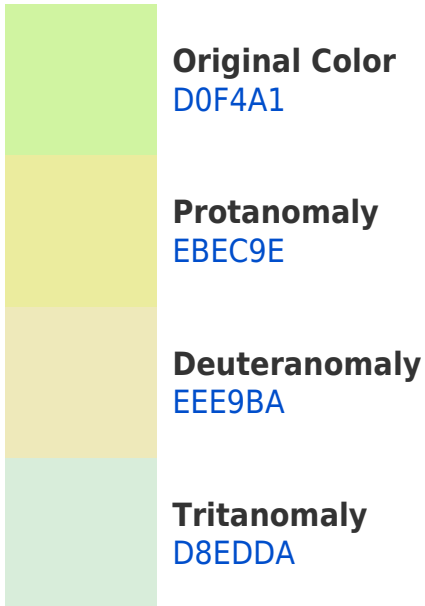 Original Color
D0F4A1
Protanomaly
EBEC9E
Deuteranomaly
EEE9BA
Tritanomaly
D8EDDA